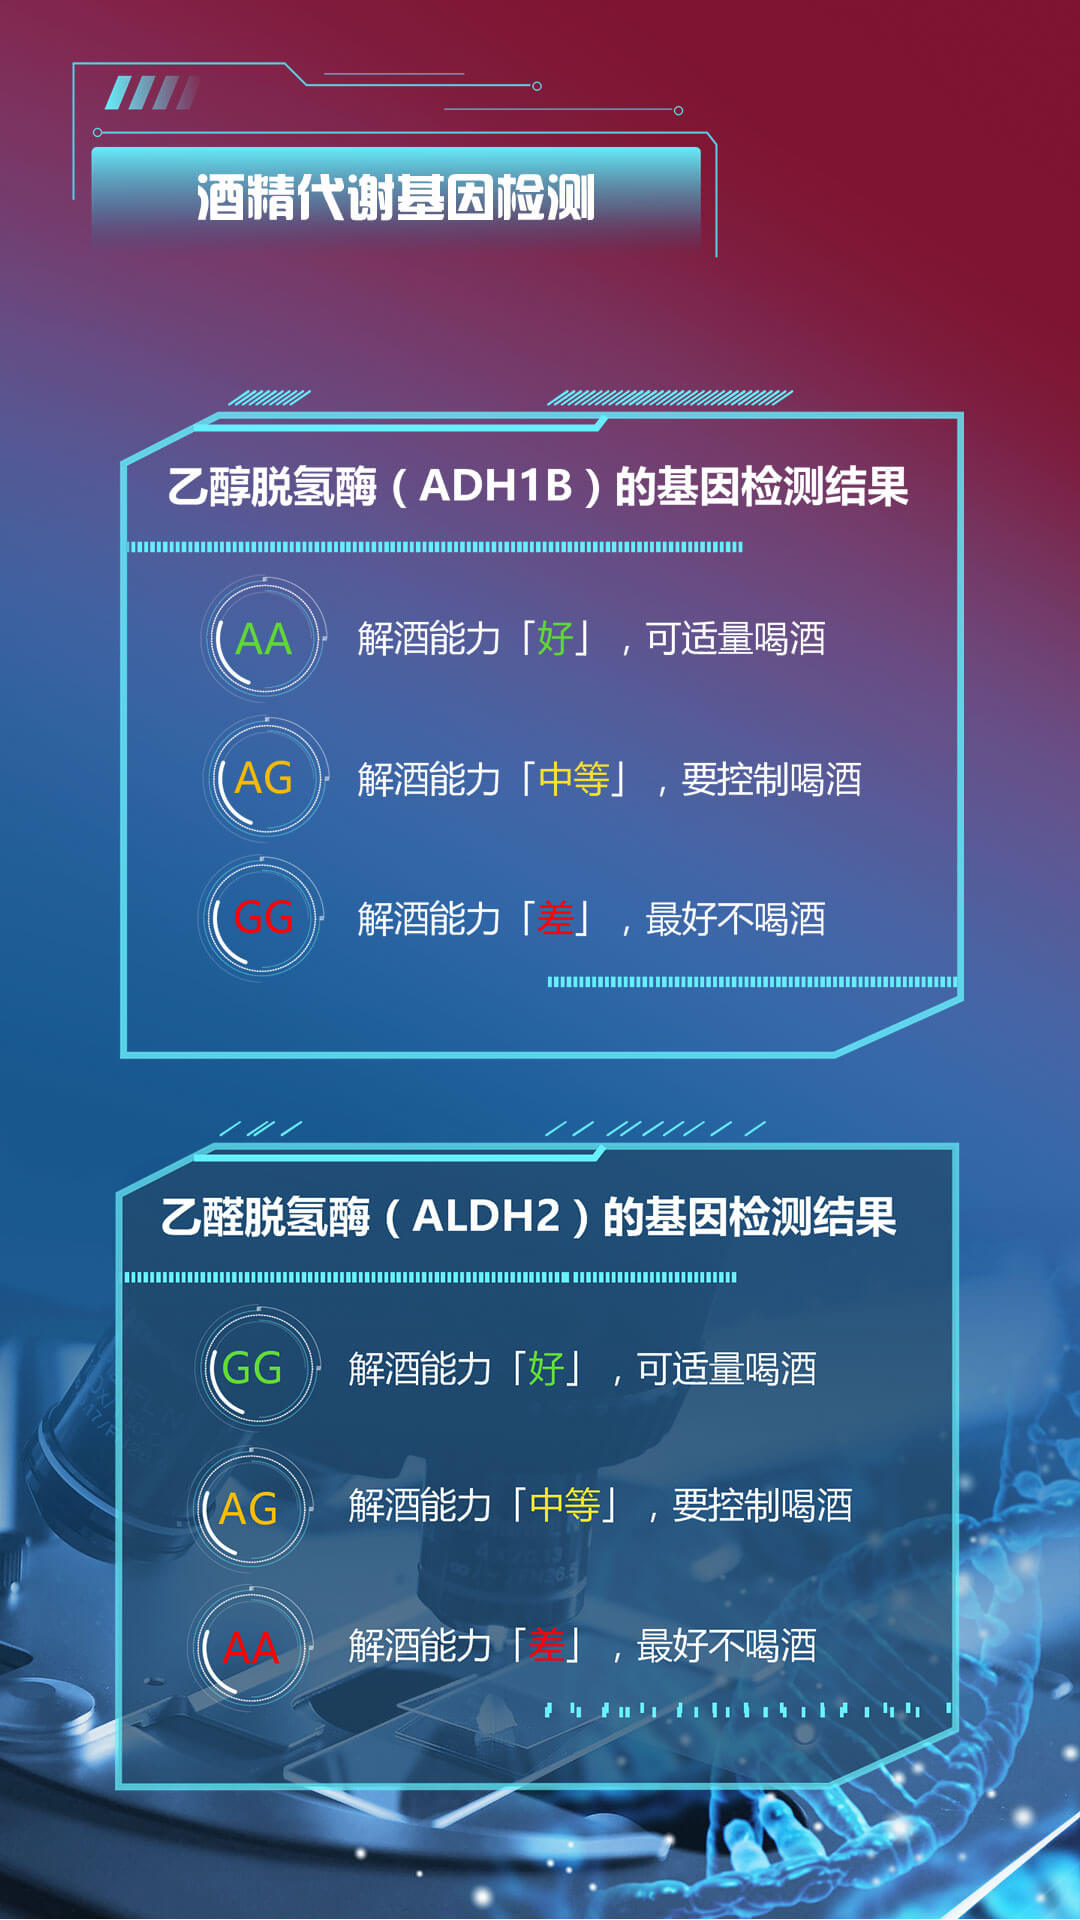 酒精代谢基因检测
乙醇脱氢酶（ADH1B）的基因检测结果
AA 解酒能力「好」，可适量喝酒
AG 解酒能力「中等」，要控制喝酒
GG 解酒能力「差」，最好不喝酒
乙醛脱氢酶（ALDH2）的基因检测结果
GG 解酒能力「好」，可适量喝酒
AG 解酒能力「中等」，要控制喝酒
AA 解酒能力「差」，最好不喝酒